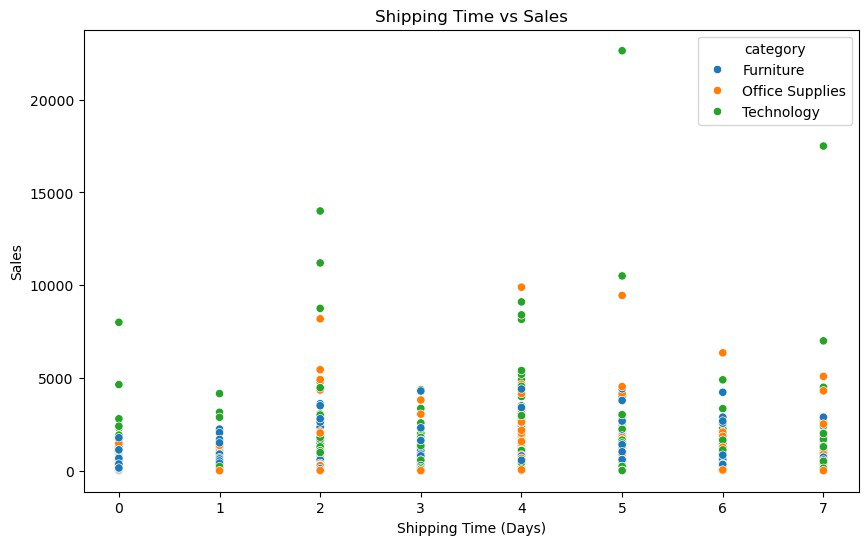 Shipping Time vs Sales
category
Furniture
Office Supplies
Technology
Sales
20000
15000
10000
5000
0
0 1 2 3 4 5 6 7
Shipping Time (Days)